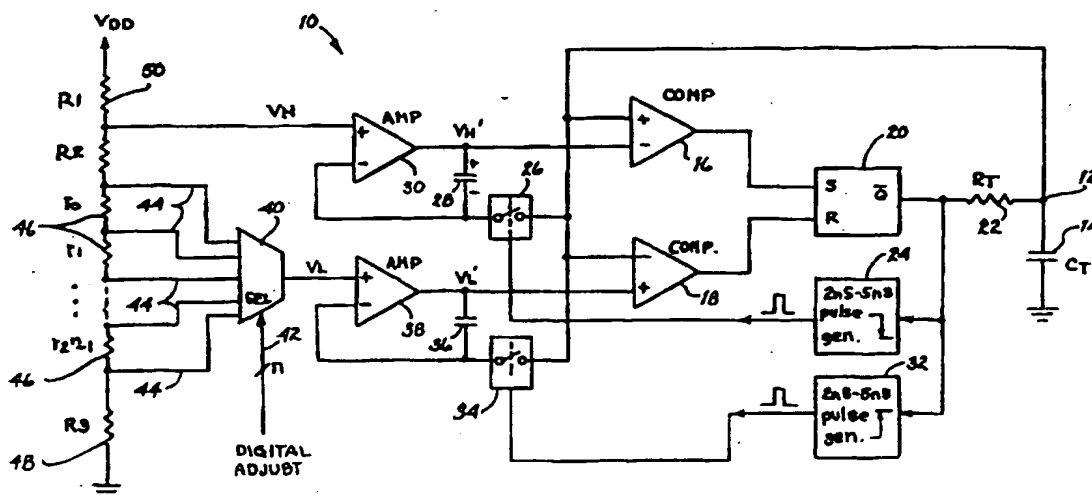 VDD
10
50
R1
VH
AMP
VH'
COMP
+
-
30
+
28
-
26
+
-
16
20
S
R
Q̅
RT
22
12
14
CT
R2
r0
44
46
r1
44
40
SEL
VL
AMP
VL'
+
-
38
36
COMP.
-
+
18
24
2nS-5nS
pulse
gen.
r2n-1
46
44
42
n
34
32
2nS-5nS
pulse
gen.
R3
48
DIGITAL
ADJUST